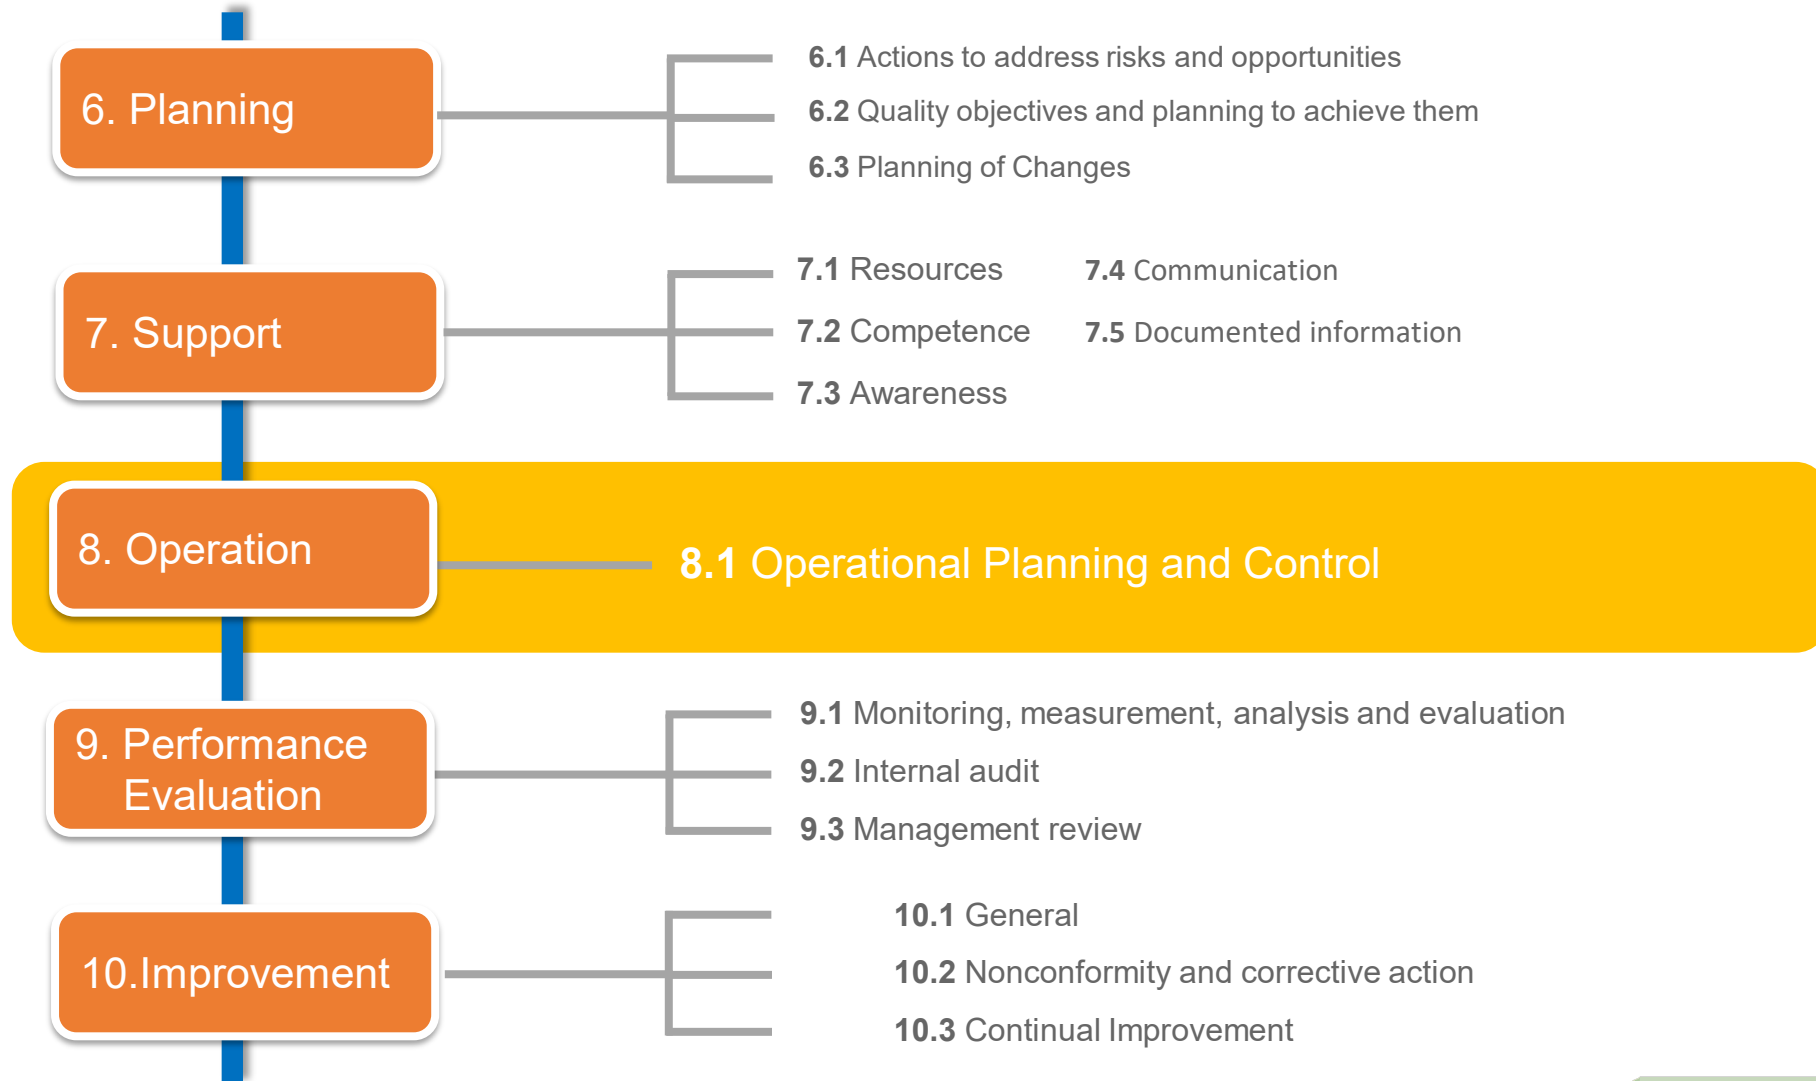 6. Planning
6.1 Actions to address risks and opportunities
6.2 Quality objectives and planning to achieve them
6.3 Planning of Changes
7. Support
7.1 Resources
7.2 Competence
7.3 Awareness
7.4 Communication
7.5 Documented information
8. Operation
8.1 Operational Planning and Control
9. Performance
Evaluation
9.1 Monitoring, measurement, analysis and evaluation
9.2 Internal audit
9.3 Management review
10.Improvement
10.1 General
10.2 Nonconformity and corrective action
10.3 Continual Improvement